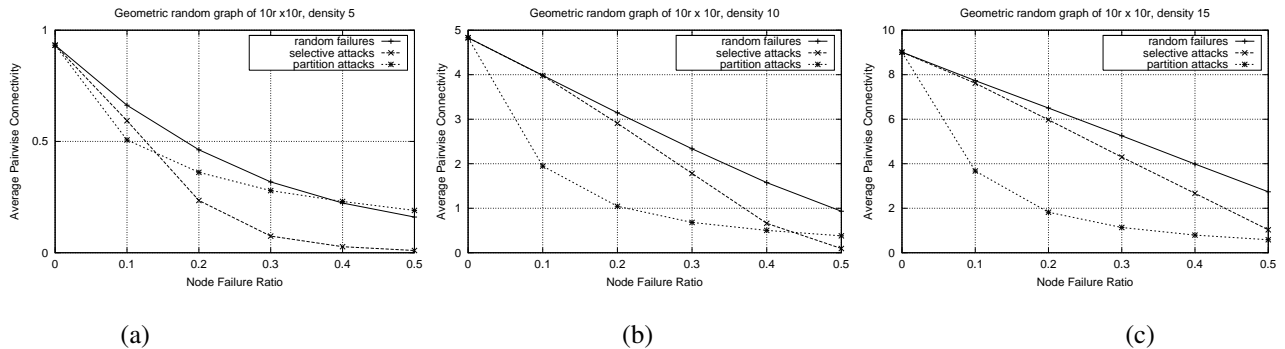 Geometric random graph of 10r x10r, density 5
1
0.5
0
0 0.1 0.2 0.3 0.4 0.5
Average Pairwise Connectivity
Node Failure Ratio
random failures
selective attacks
partition attacks
(a)
Geometric random graph of 10r x 10r, density 10
5
4
3
2
1
0
0 0.1 0.2 0.3 0.4 0.5
Average Pairwise Connectivity
Node Failure Ratio
random failures
selective attacks
partition attacks
(b)
Geometric random graph of 10r x 10r, density 15
10
8
6
4
2
0
0 0.1 0.2 0.3 0.4 0.5
Average Pairwise Connectivity
Node Failure Ratio
random failures
selective attacks
partition attacks
(c)